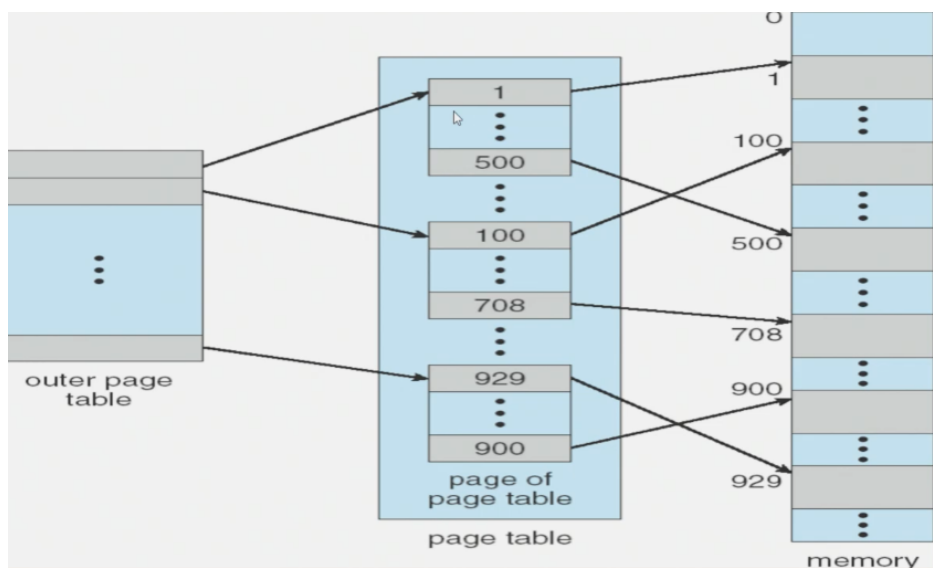 outer page
table
1
500
100
708
929
900
page of
page table
page table
0
1
100
500
708
900
929
memory